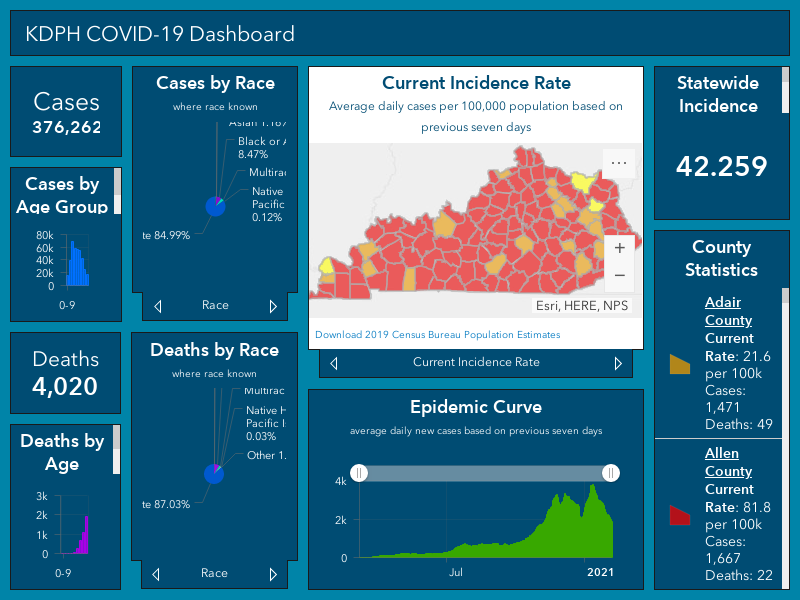 KDPH COVID-19 Dashboard
Cases
376,262
Cases by
Age Group
80k
60k
40k
20k
0
0-9
Deaths
4,020
Deaths by
Age
3k
2k
1k
0
0-9
Cases by Race
where race known
Asian 1.16%
Black or A
8.47%
Multirac
Native
Pacific
0.12%
te 84.99%
Race
Deaths by Race
where race known
Multirac
Native H
Pacific I
0.03%
Other 1.
te 87.03%
Race
Current Incidence Rate
Average daily cases per 100,000 population based on
previous seven days
...
+
−
Esri, HERE, NPS
Download 2019 Census Bureau Population Estimates
Current Incidence Rate
Epidemic Curve
average daily new cases based on previous seven days
4k
2k
0
Jul
2021
Statewide
Incidence
42.259
County
Statistics
Adair
County
Current
Rate: 21.6
per 100k
Cases:
1,471
Deaths: 49
Allen
County
Current
Rate: 81.8
per 100k
Cases:
1,667
Deaths: 22